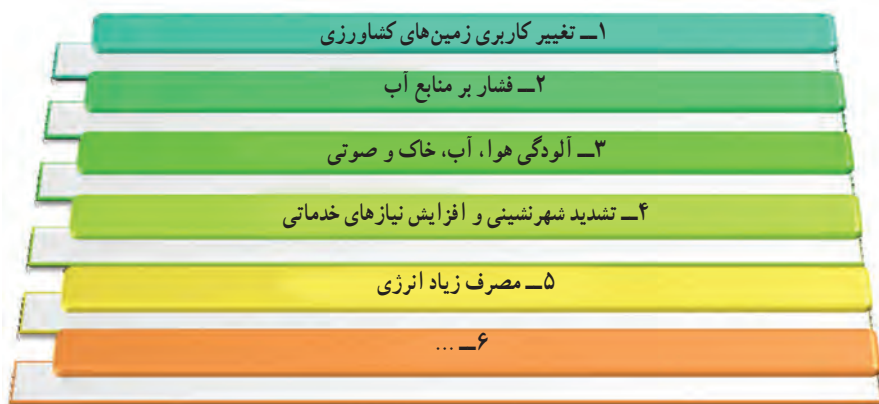 ۱ــ تغییر کاربری زمین‌های کشاورزی
۲ــ فشار بر منابع آب
۳ــ آلودگی هوا، آب، خاک و صوتی
۴ــ تشدید شهرنشینی و افزایش نیازهای خدماتی
۵ــ مصرف زیاد انرژی
۶ــ ...